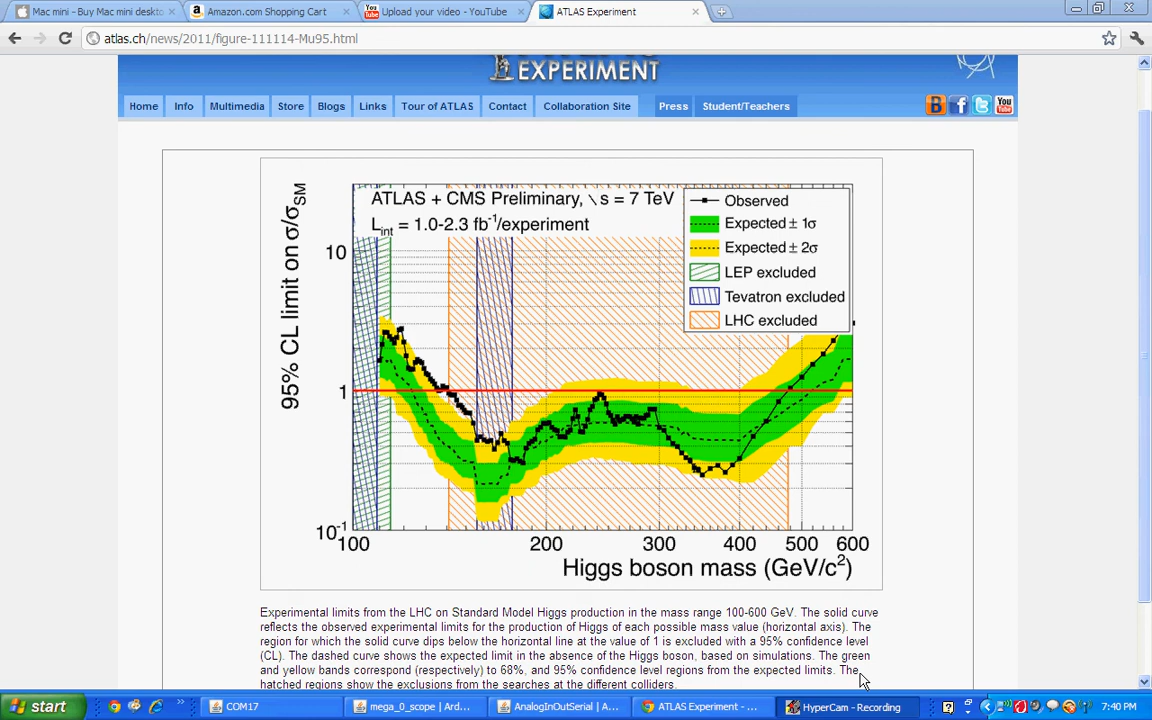 Mac mini - Buy Mac mini deskto
Amazon.com Shopping Cart
Upload your video - YouTube
ATLAS Experiment
atlas.ch/news/2011/figure-111114-Mu95.html
EXPERIMENT
Home Info Multimedia Store Blogs Links Tour of ATLAS Contact Collaboration Site Press Student/Teachers
B f t You Tube
ATLAS + CMS Preliminary, \ s = 7 TeV
Lint = 1.0-2.3 fb-1/experiment
Observed
Expected ± 1σ
Expected ± 2σ
LEP excluded
Tevatron excluded
LHC excluded
95% CL limit on σ/σSM
10
1
10-1
100 200 300 400 500 600
Higgs boson mass (GeV/c2)
Experimental limits from the LHC on Standard Model Higgs production in the mass range 100-600 GeV. The solid curve
reflects the observed experimental limits for the production of Higgs of each possible mass value (horizontal axis). The
region for which the solid curve dips below the horizontal line at the value of 1 is excluded with a 95% confidence level
(CL). The dashed curve shows the expected limit in the absence of the Higgs boson, based on simulations. The green
and yellow bands correspond (respectively) to 68%, and 95% confidence level regions from the expected limits. The
hatched regions show the exclusions from the searches at the different colliders.
start
COM17
mega_0_scope | Ard...
AnalogInOutSerial | A...
ATLAS Experiment - ...
HyperCam - Recording
7:40 PM